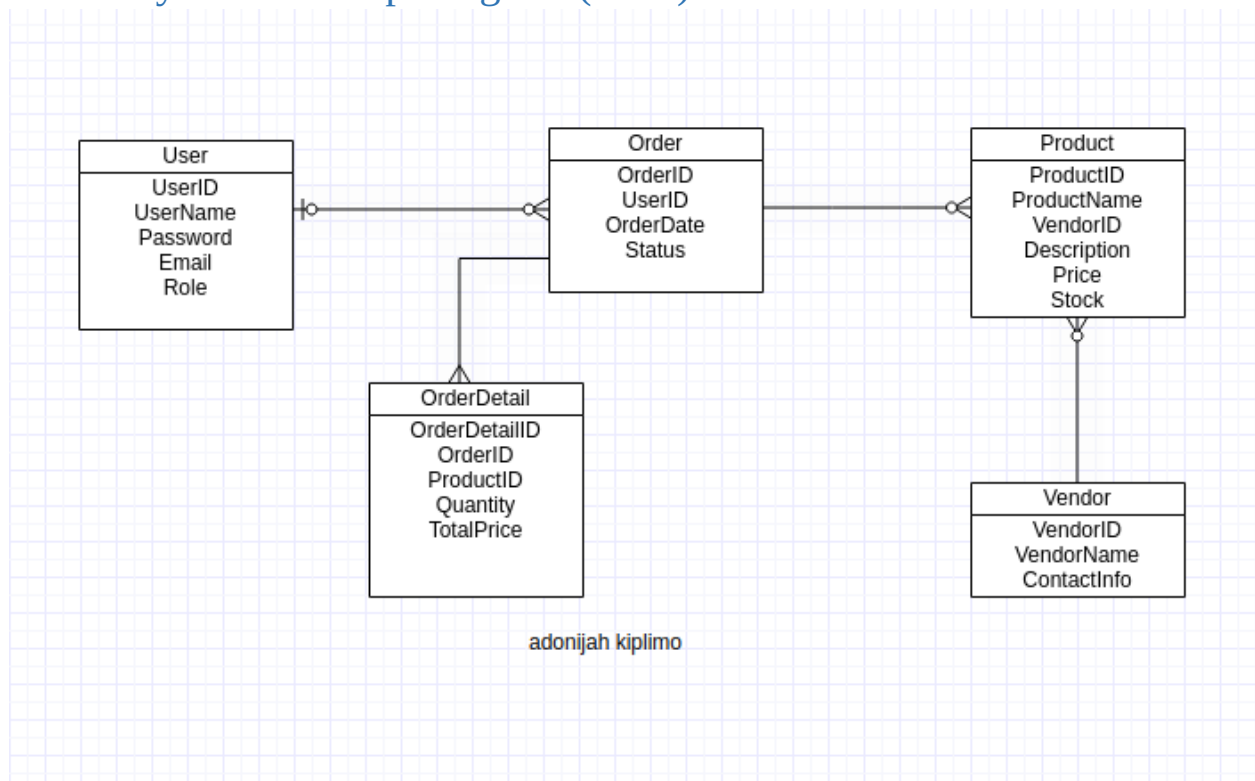 User
UserID
UserName
Password
Email
Role
Order
OrderID
UserID
OrderDate
Status
Product
ProductID
ProductName
VendorID
Description
Price
Stock
OrderDetail
OrderDetailID
OrderID
ProductID
Quantity
TotalPrice
Vendor
VendorID
VendorName
ContactInfo
adonijah kiplimo